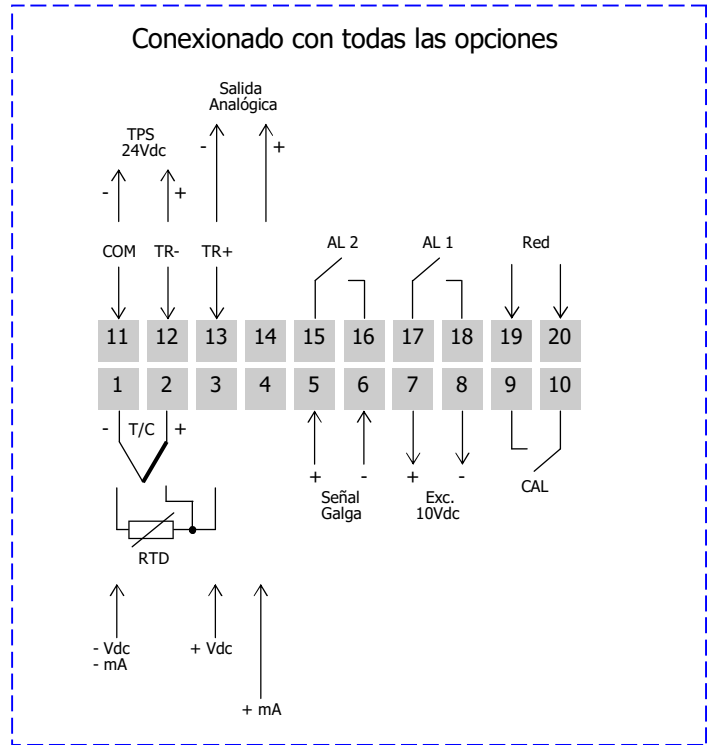 Conexionado con todas las opciones
Salida
Analógica
TPS
24Vdc
- +
- +
COM TR- TR+
AL 2 AL 1 Red
11 12 13 14 15 16 17 18 19 20
1 2 3 4 5 6 7 8 9 10
- T/C +
+ - + -
Señal
Galga
Exc.
10Vdc
CAL
RTD
- Vdc
- mA
+ Vdc
+ mA